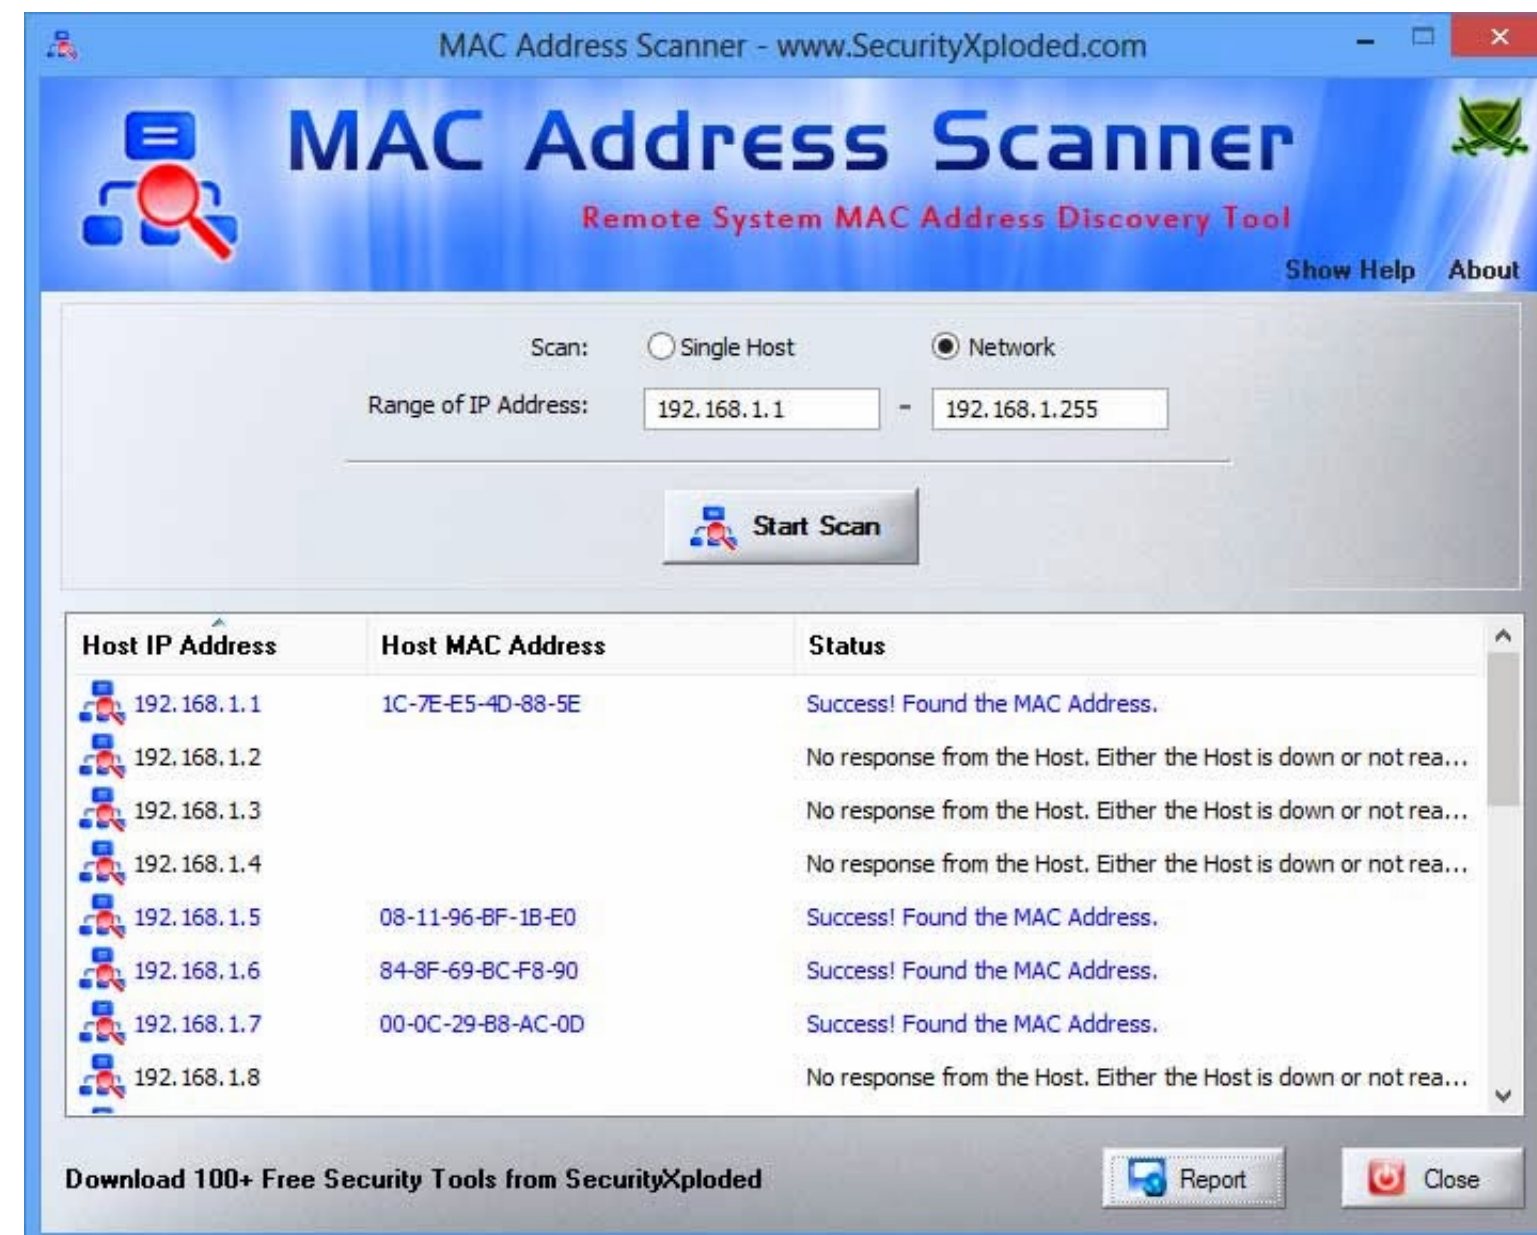 MAC Address Scanner - www.SecurityXploded.com
MAC Address Scanner
Remote System MAC Address Discovery Tool
Show Help About
Scan: Single Host Network
Range of IP Address: 192.168.1.1 - 192.168.1.255
Start Scan
Host IP Address Host MAC Address Status
192.168.1.1 1C-7E-E5-4D-88-5E Success! Found the MAC Address.
192.168.1.2 No response from the Host. Either the Host is down or not rea...
192.168.1.3 No response from the Host. Either the Host is down or not rea...
192.168.1.4 No response from the Host. Either the Host is down or not rea...
192.168.1.5 08-11-96-BF-1B-E0 Success! Found the MAC Address.
192.168.1.6 84-8F-69-BC-F8-90 Success! Found the MAC Address.
192.168.1.7 00-0C-29-B8-AC-0D Success! Found the MAC Address.
192.168.1.8 No response from the Host. Either the Host is down or not rea...
Download 100+ Free Security Tools from SecurityXploded Report Close